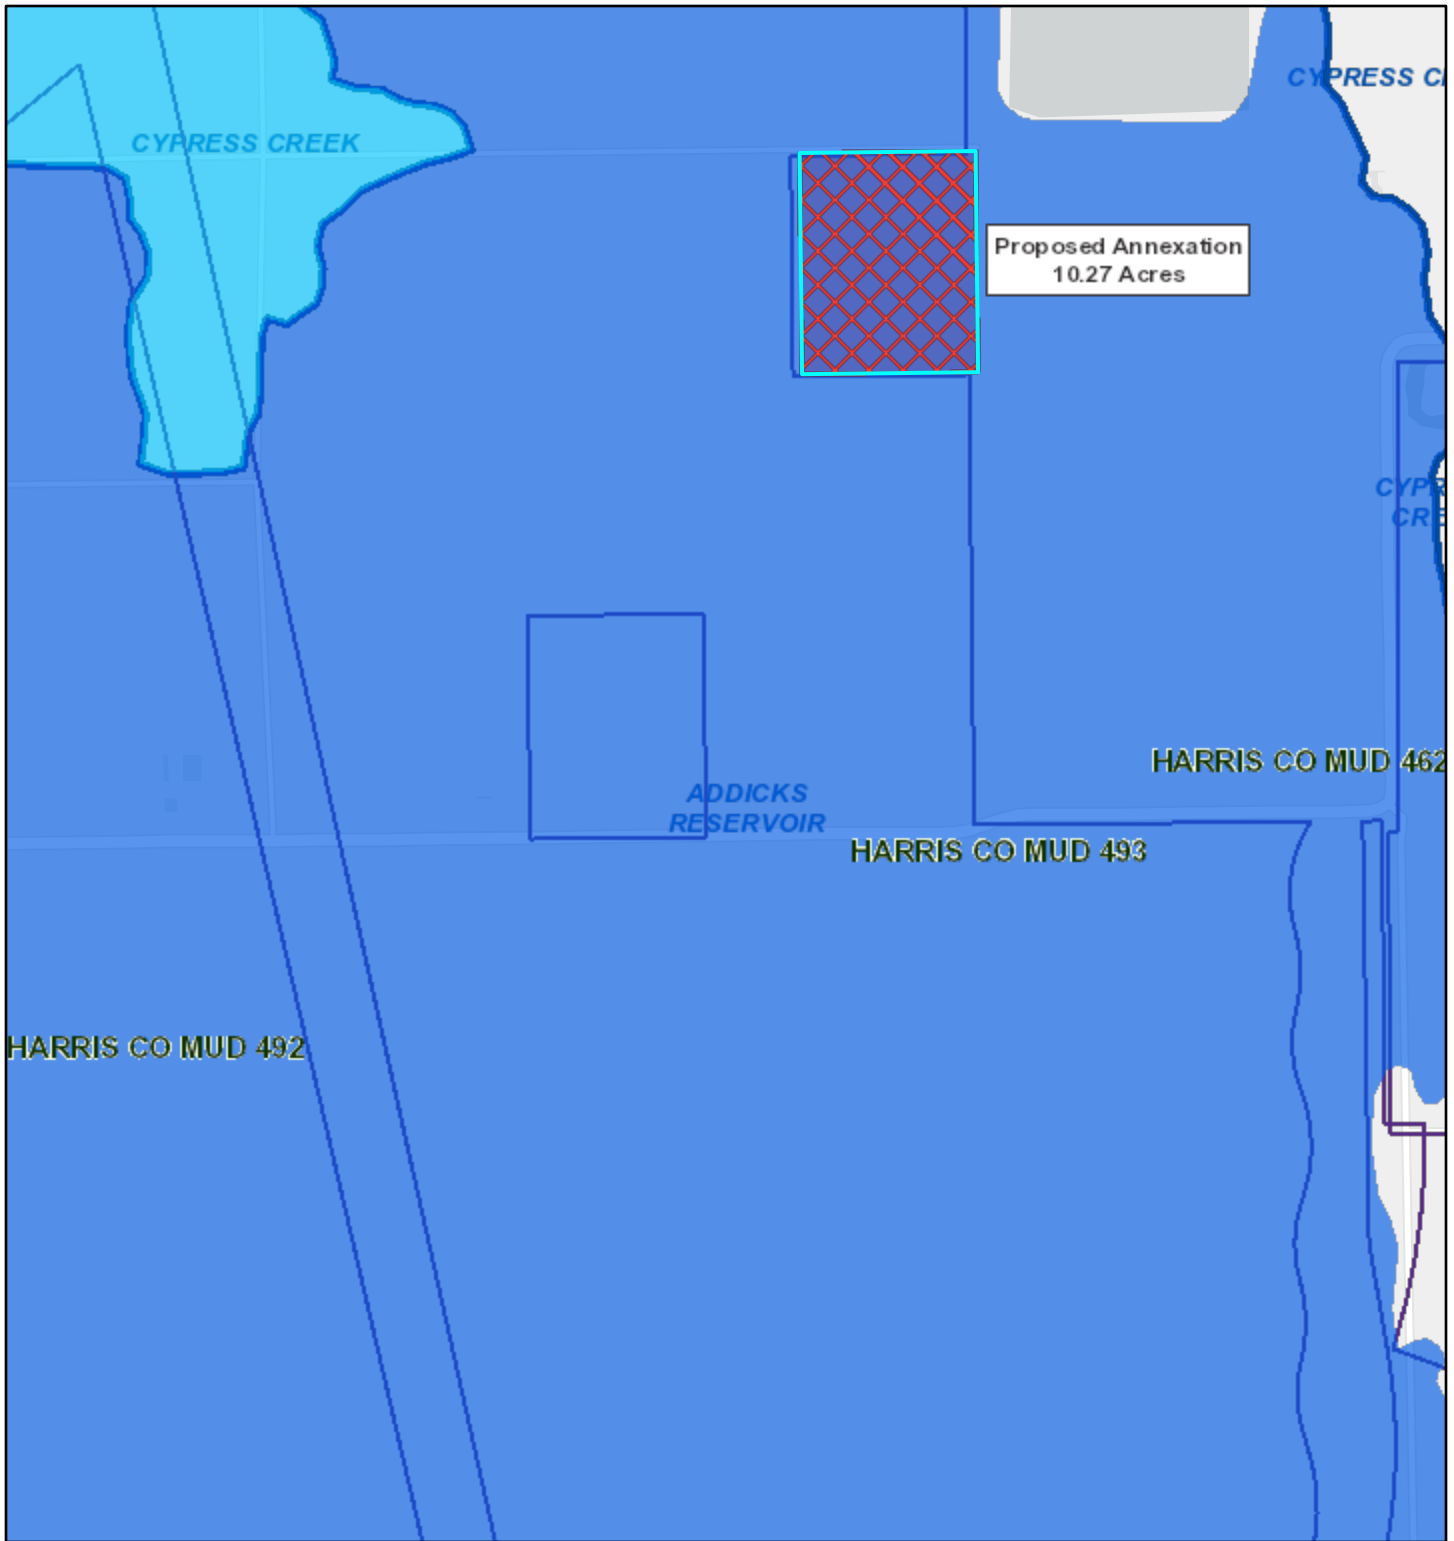 CYPRESS CREEK
Proposed Annexation
10.27 Acres
ADDICKS
RESERVOIR
HARRIS CO MUD 462
HARRIS CO MUD 493
HARRIS CO MUD 492